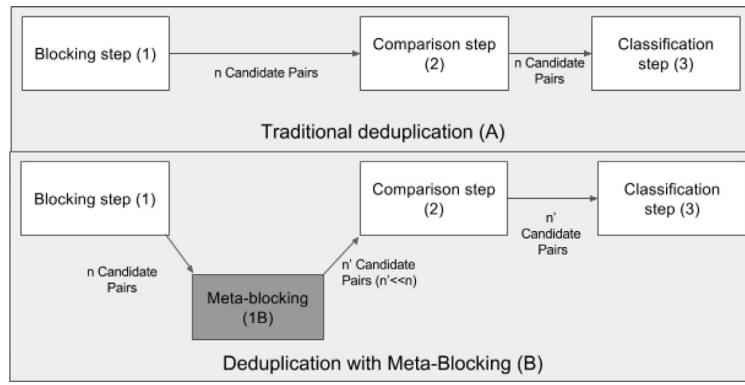 Blocking step (1)
n Candidate Pairs
Comparison step
(2)
n Candidate
Pairs
Classification
step (3)
Traditional deduplication (A)
Blocking step (1)
n Candidate
Pairs
Meta-blocking
(1B)
n' Candidate
Pairs (n'<<n)
Comparison step
(2)
n'
Candidate
Pairs
Classification
step (3)
Deduplication with Meta-Blocking (B)